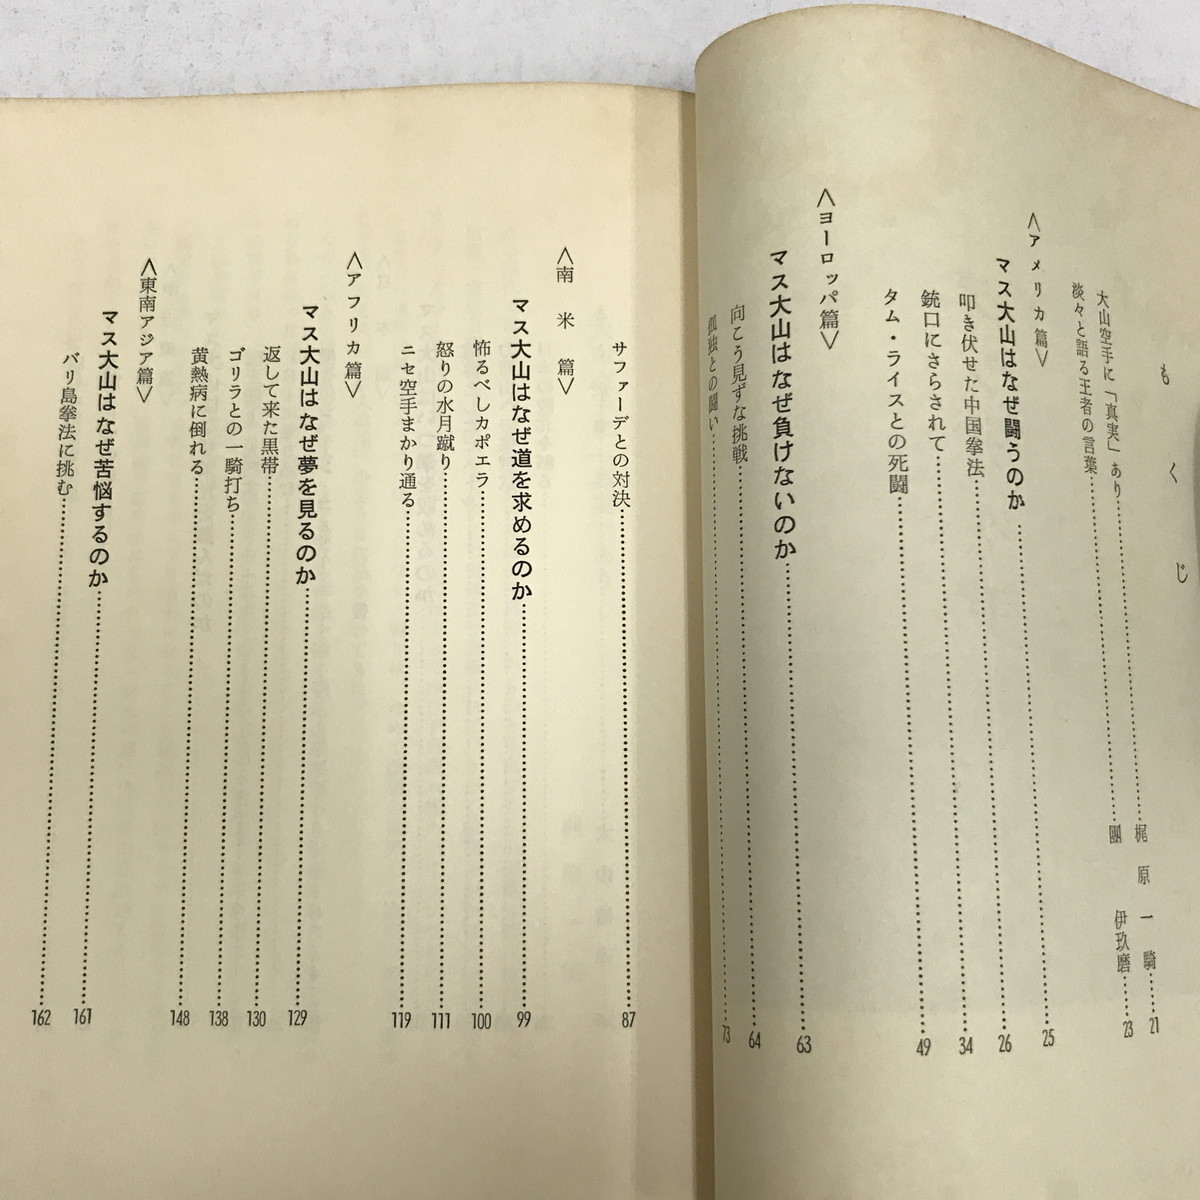 もくじ
大山空手に「真実」あり……梶原一騎……21
淡々と語る王者の言葉……團伊玖磨……23
〈アメリカ篇〉
マス大山はなぜ闘うのか……25
叩き伏せた中国拳法……26
銃口にさらされて……34
タム・ライスとの死闘……49
〈ヨーロッパ篇〉
マス大山はなぜ負けないのか……63
向こう見ずな挑戦……64
孤独との闘い……73
サファーデとの対決……87
〈南米篇〉
マス大山はなぜ道を求めるのか……99
怖るべしカポエラ……100
怒りの水月蹴り……111
ニセ空手まかり通る……119
〈アフリカ篇〉
マス大山はなぜ夢を見るのか……129
返して来た黒帯……130
ゴリラとの一騎打ち……138
黄熱病に倒れる……148
〈東南アジア篇〉
マス大山はなぜ苦悩するのか……161
バリ島拳法に挑む……162